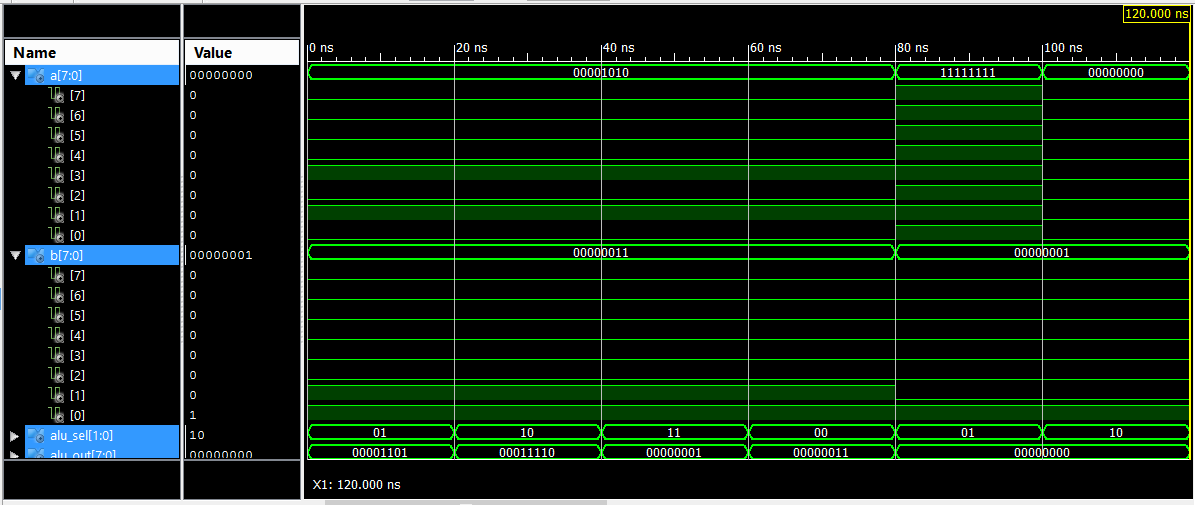 120.000 ns
Name Value
0 ns 20 ns 40 ns 60 ns 80 ns 100 ns
a[7:0] 00000000 00001010 11111111 00000000
[7] 0
[6] 0
[5] 0
[4] 0
[3] 0
[2] 0
[1] 0
[0] 0
b[7:0] 00000001 00000011 00000001
[7] 0
[6] 0
[5] 0
[4] 0
[3] 0
[2] 0
[1] 0
[0] 1
alu_sel[1:0] 10 01 10 11 00 01 10
alu_out[7:0] 00000000 00001101 00011110 00000001 00000011 00000000
X1: 120.000 ns